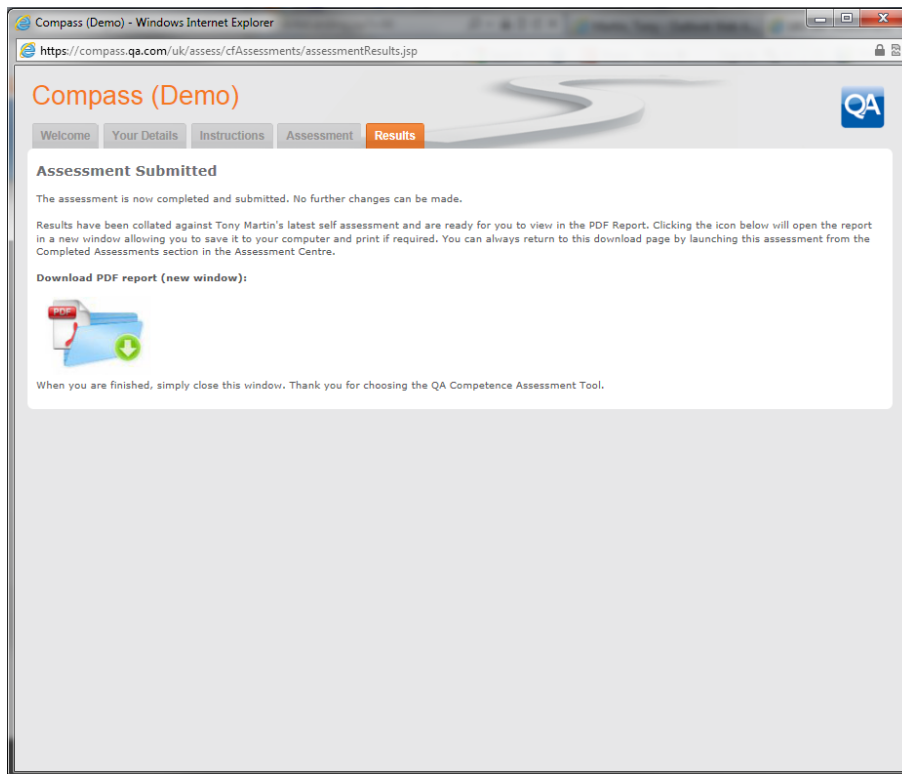 Compass (Demo) - Windows Internet Explorer
https://compass.qa.com/uk/assess/cfAssessments/assessmentResults.jsp
Compass (Demo)
QA
Welcome Your Details Instructions Assessment Results
Assessment Submitted
The assessment is now completed and submitted. No further changes can be made.
Results have been collated against Tony Martin's latest self assessment and are ready for you to view in the PDF Report. Clicking the icon below will open the report
in a new window allowing you to save it to your computer and print if required. You can always return to this download page by launching this assessment from the
Completed Assessments section in the Assessment Centre.
Download PDF report (new window):
PDF
When you are finished, simply close this window. Thank you for choosing the QA Competence Assessment Tool.